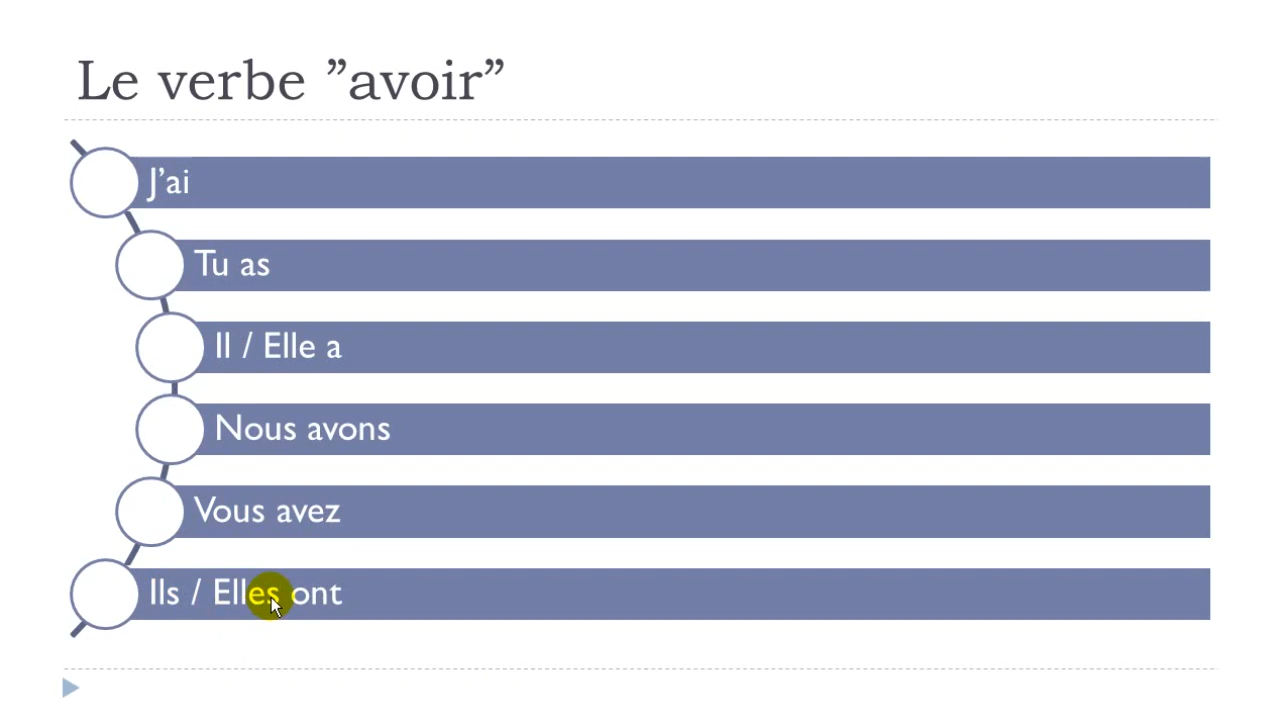 Le verbe ”avoir”
J’ai
Tu as
Il / Elle a
Nous avons
Vous avez
Ils / Elles ont